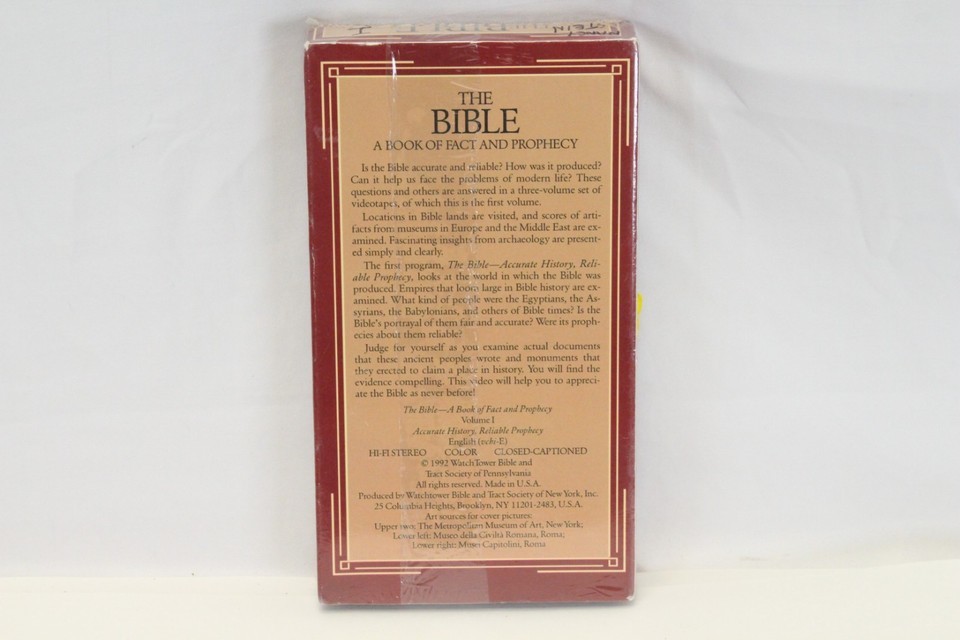 THE
BIBLE
A BOOK OF FACT AND PROPHECY
Is the Bible accurate and reliable? How was it produced?
Can it help us face the problems of modern life? These
questions and others are answered in a three-volume set of
videotapes, of which this is the first volume.
Locations in Bible lands are visited, and scores of arti-
facts from museums in Europe and the Middle East are ex-
amined. Fascinating insights from archaeology are present-
ed simply and clearly.
The first program, The Bible—Accurate History, Reli-
able Prophecy, looks at the world in which the Bible was
produced. Empires that loom large in Bible history are ex-
amined. What kind of people were the Egyptians, the As-
syrians, the Babylonians, and others of Bible times? Is the
Bible's portrayal of them fair and accurate? Were its proph-
ecies about them reliable?
Judge for yourself as you examine actual documents
that these ancient peoples wrote and monuments that
they erected to claim a place in history. You will find the
evidence compelling. This video will help you to appreci-
ate the Bible as never before!
The Bible—A Book of Fact and Prophecy
Volume I
Accurate History, Reliable Prophecy
English (vcbi-E)
HI-FI STEREO COLOR CLOSED-CAPTIONED
© 1992 Watch Tower Bible and
Tract Society of Pennsylvania
All rights reserved. Made in U.S.A.
Produced by Watchtower Bible and Tract Society of New York, Inc.
25 Columbia Heights, Brooklyn, NY 11201-2483, U.S.A.
Art sources for cover pictures:
Upper two: The Metropolitan Museum of Art, New York;
Lower left: Museo della Civiltà Romana, Roma;
Lower right: Musei Capitolini, Roma